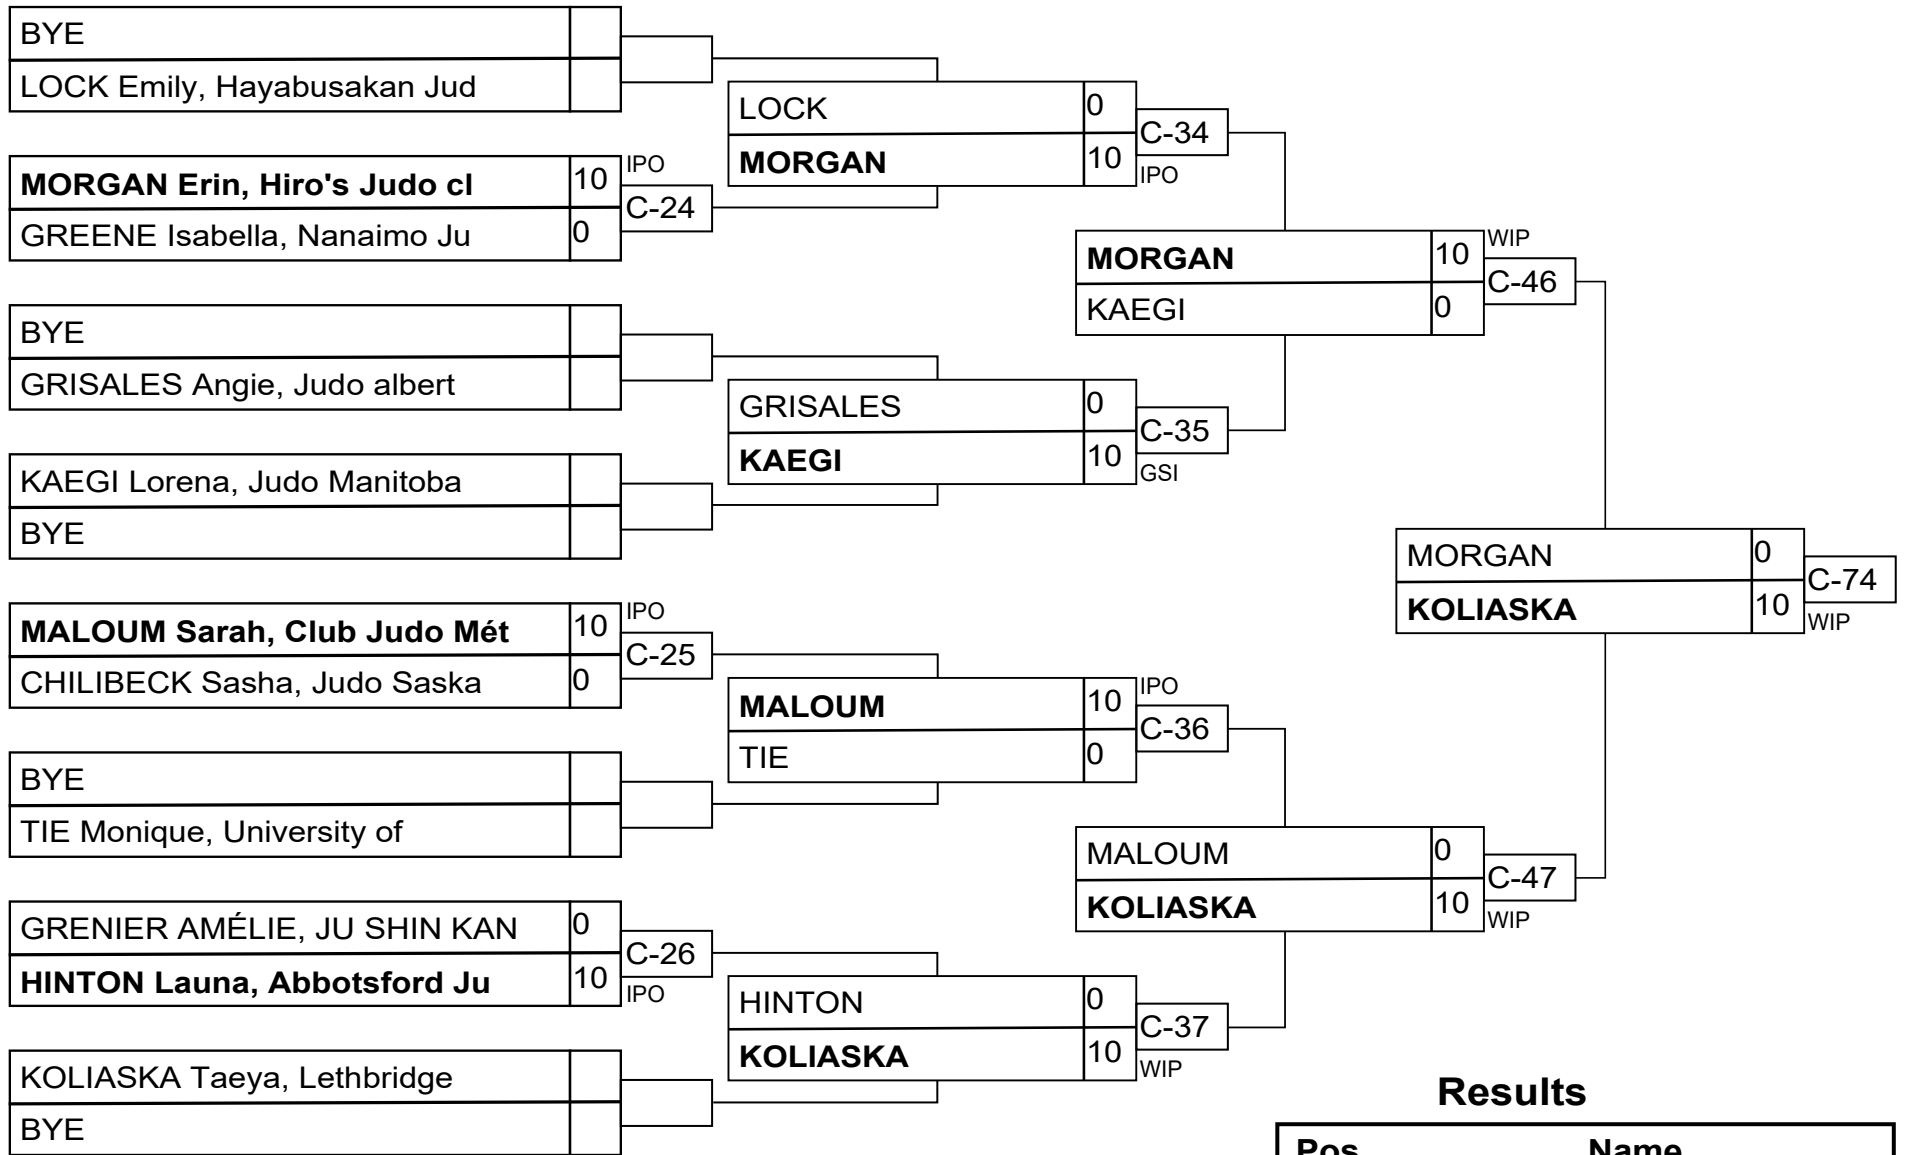 BYE
LOCK Emily, Hayabusakan Jud
MORGAN Erin, Hiro's Judo cl 10 IPO
C-24
GREENE Isabella, Nanaimo Ju 0
BYE
GRISALES Angie, Judo albert
KAEGI Lorena, Judo Manitoba
BYE
MALOUM Sarah, Club Judo Mét 10 IPO
C-25
CHILIBECK Sasha, Judo Saska 0
BYE
TIE Monique, University of
GRENIER AMÉLIE, JU SHIN KAN 0
C-26
HINTON Launa, Abbotsford Ju 10 IPO
KOLIASKA Taeya, Lethbridge
BYE
LOCK 0
C-34
MORGAN 10 IPO
GRISALES 0
C-35
KAEGI 10 GSI
MALOUM 10 IPO
C-36
TIE 0
HINTON 0
C-37
KOLIASKA 10 WIP
MORGAN 10 WIP
C-46
KAEGI 0
MALOUM 0
C-47
KOLIASKA 10 WIP
MORGAN 0
C-74
KOLIASKA 10 WIP
Results
Pos Name